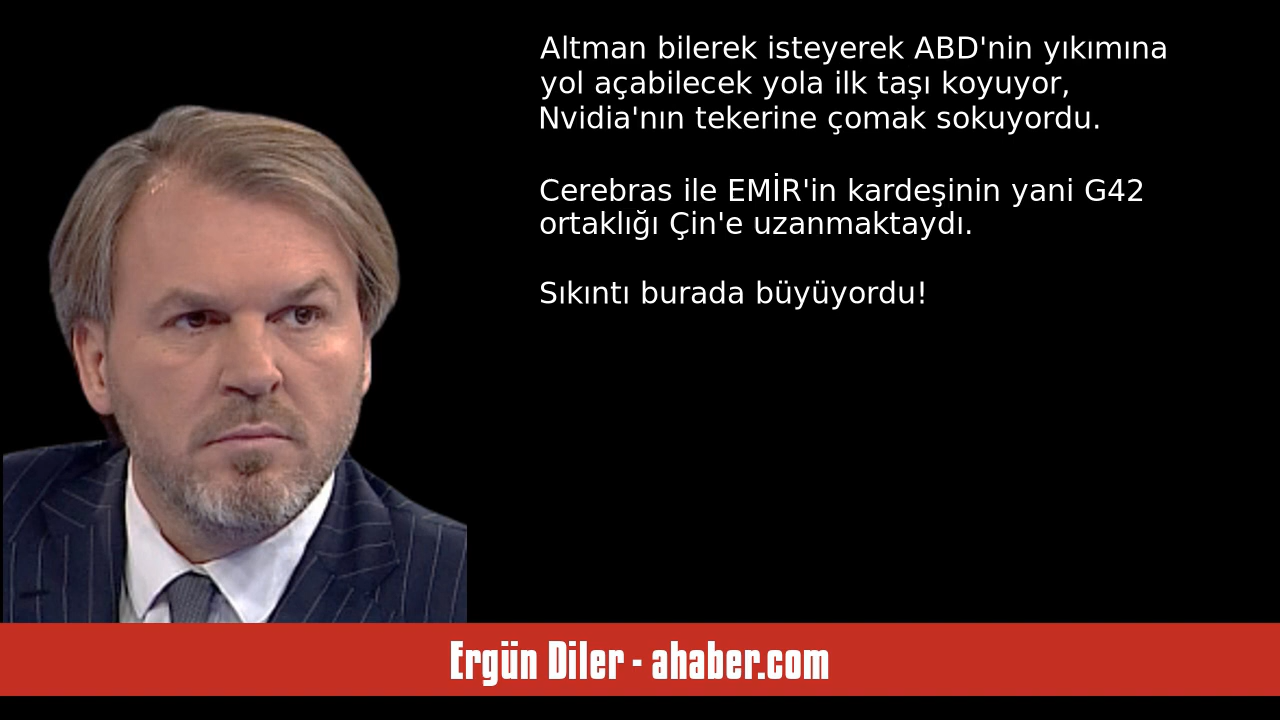 Altman bilerek isteyerek ABD'nin yıkımına
yol açabilecek yola ilk taşı koyuyor,
Nvidia'nın tekerine çomak sokuyordu.
Cerebras ile EMİR'in kardeşinin yani G42
ortaklığı Çin'e uzanmaktaydı.
Sıkıntı burada büyüyordu!
Ergün Diler - ahaber.com